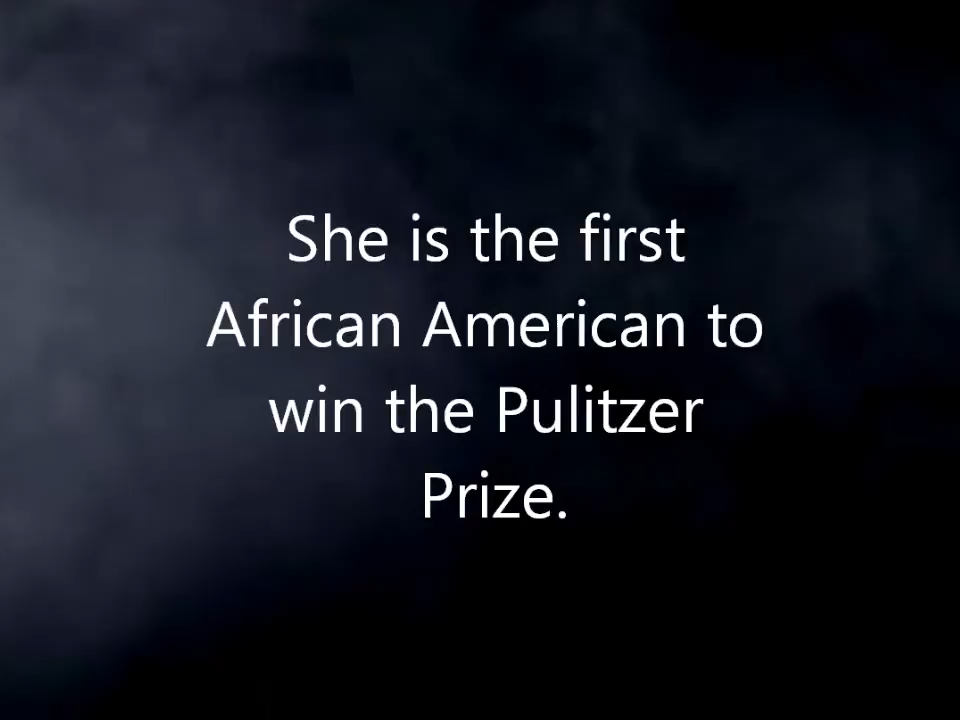 She is the first
African American to
win the Pulitzer
Prize.